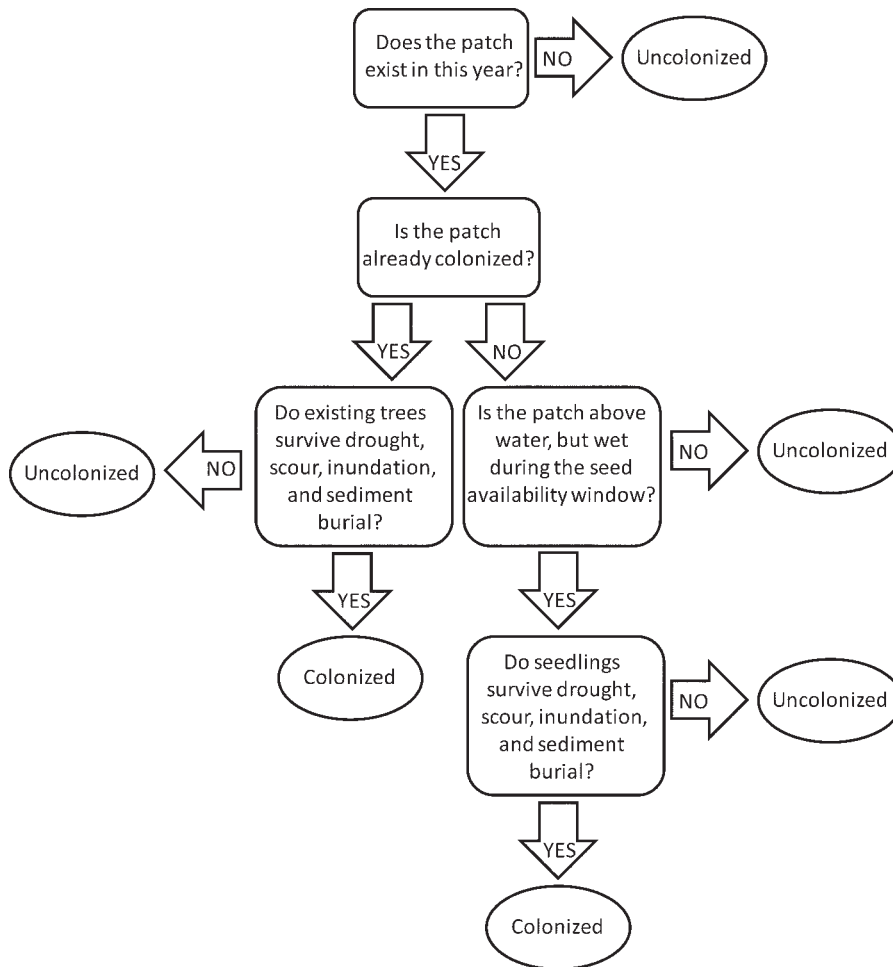 Does the patch
exist in this year?
NO
Uncolonized
YES
Is the patch
already colonized?
YES
NO
Do existing trees
survive drought,
scour, inundation,
and sediment
burial?
NO
Uncolonized
YES
Colonized
Is the patch above
water, but wet
during the seed
availability window?
NO
Uncolonized
YES
Do seedlings
survive drought,
scour, inundation,
and sediment
burial?
NO
Uncolonized
YES
Colonized